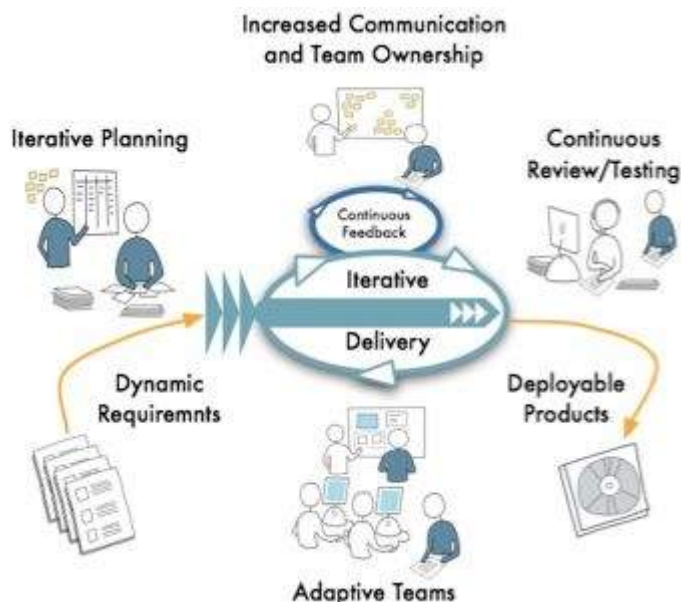 Increased Communication
and Team Ownership
Iterative Planning
Continuous
Review/Testing
Continuous
Feedback
Iterative
Delivery
Dynamic
Requiremnts
Deployable
Products
Adaptive Teams